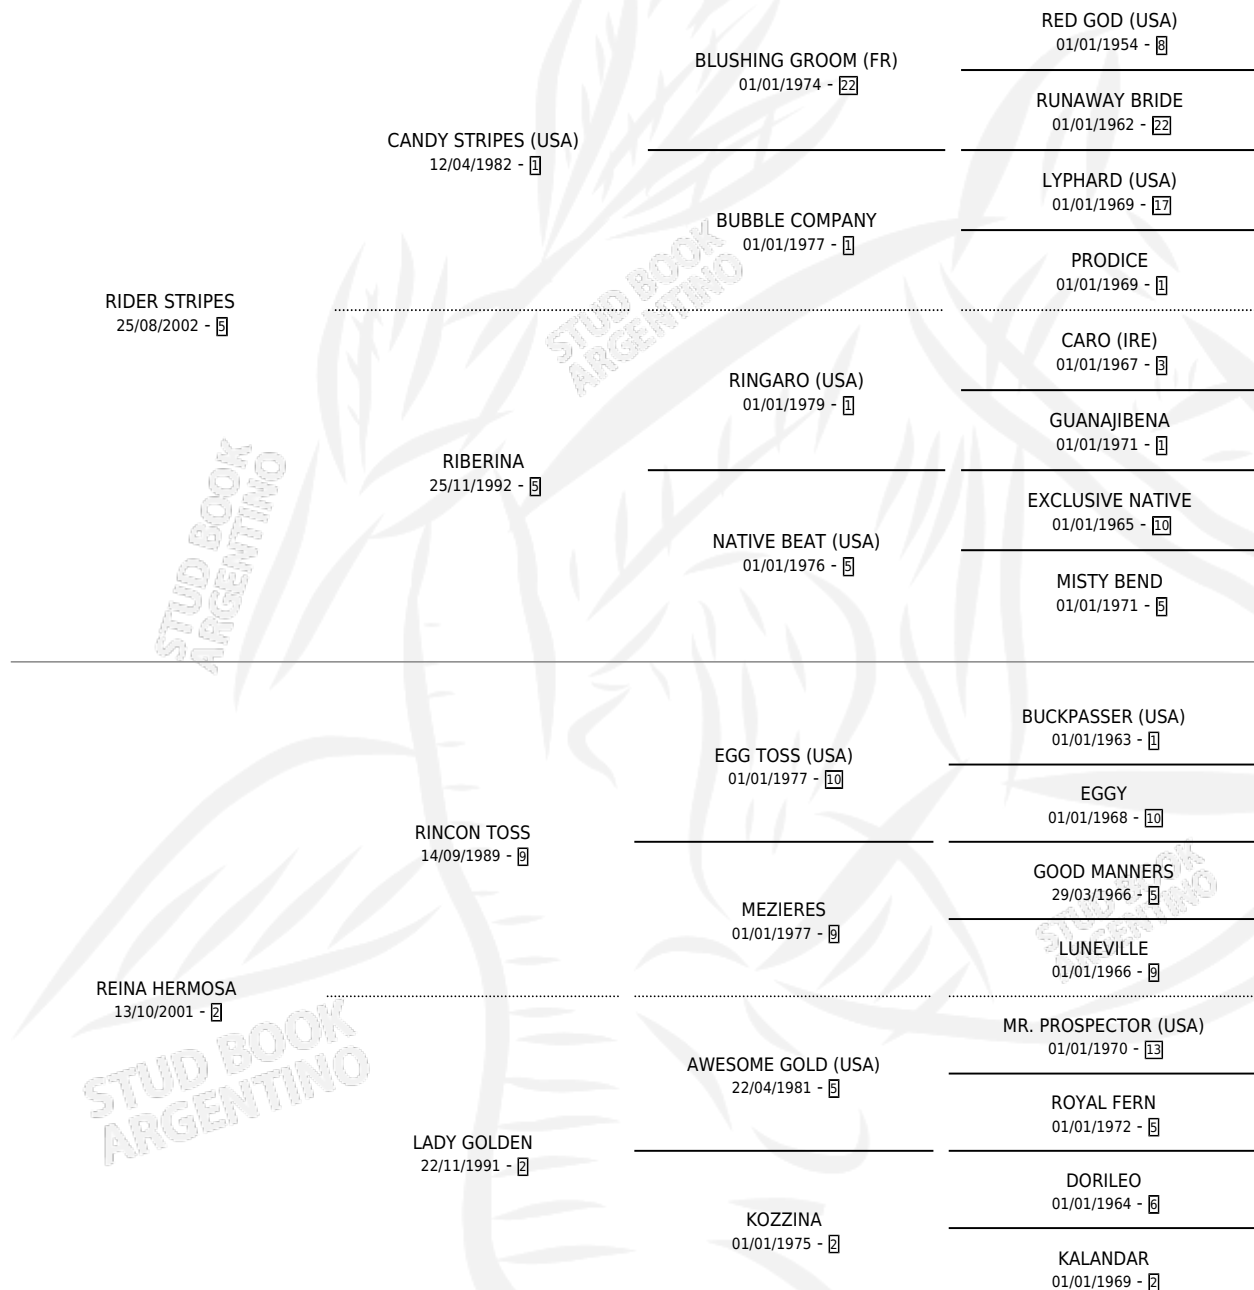 RED GOD (USA)
01/01/1954 - 8
BLUSHING GROOM (FR)
01/01/1974 - 22
RUNAWAY BRIDE
01/01/1962 - 22
CANDY STRIPES (USA)
12/04/1982 - 1
LYPHARD (USA)
01/01/1969 - 17
BUBBLE COMPANY
01/01/1977 - 1
PRODICE
01/01/1969 - 1
RIDER STRIPES
25/08/2002 - 5
STUD BOOK
ARGENTINO
CARO (IRE)
01/01/1967 - 3
RINGARO (USA)
01/01/1979 - 1
GUANAJIBENA
01/01/1971 - 1
RIBERINA
25/11/1992 - 5
EXCLUSIVE NATIVE
01/01/1965 - 10
NATIVE BEAT (USA)
01/01/1976 - 5
MISTY BEND
01/01/1971 - 5
STUD BOOK
ARGENTINO
BUCKPASSER (USA)
01/01/1963 - 1
EGG TOSS (USA)
01/01/1977 - 10
EGGY
01/01/1968 - 10
RINCON TOSS
14/09/1989 - 9
GOOD MANNERS
29/03/1966 - 5
MEZIERES
01/01/1977 - 9
LUNEVILLE
01/01/1966 - 9
STUD BOOK
ARGENTINO
REINA HERMOSA
13/10/2001 - 2
MR. PROSPECTOR (USA)
01/01/1970 - 13
AWESOME GOLD (USA)
22/04/1981 - 5
ROYAL FERN
01/01/1972 - 5
STUD BOOK
ARGENTINO
LADY GOLDEN
22/11/1991 - 2
DORILEO
01/01/1964 - 6
KOZZINA
01/01/1975 - 2
KALANDAR
01/01/1969 - 2